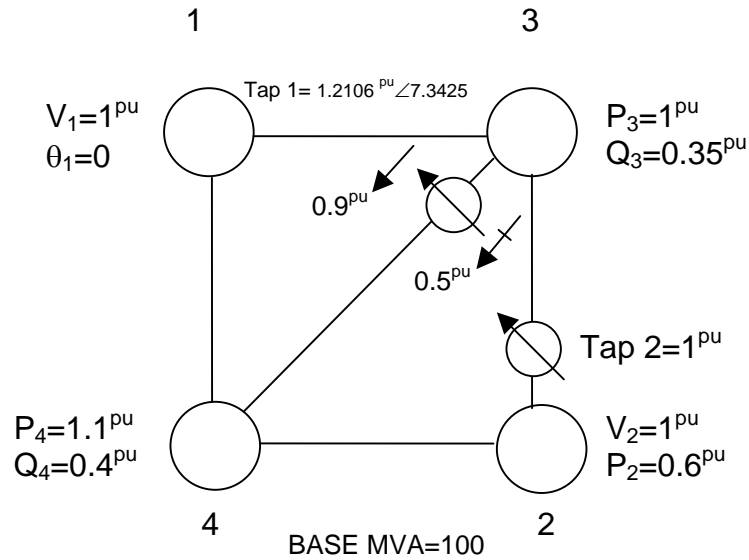 1
3
Tap 1= 1.2106 ᵖᵘ∠7.3425
V₁=1ᵖᵘ
θ₁=0
P₃=1ᵖᵘ
Q₃=0.35ᵖᵘ
0.9ᵖᵘ
0.5ᵖᵘ
Tap 2=1ᵖᵘ
P₄=1.1ᵖᵘ
Q₄=0.4ᵖᵘ
V₂=1ᵖᵘ
P₂=0.6ᵖᵘ
4
2
BASE MVA=100